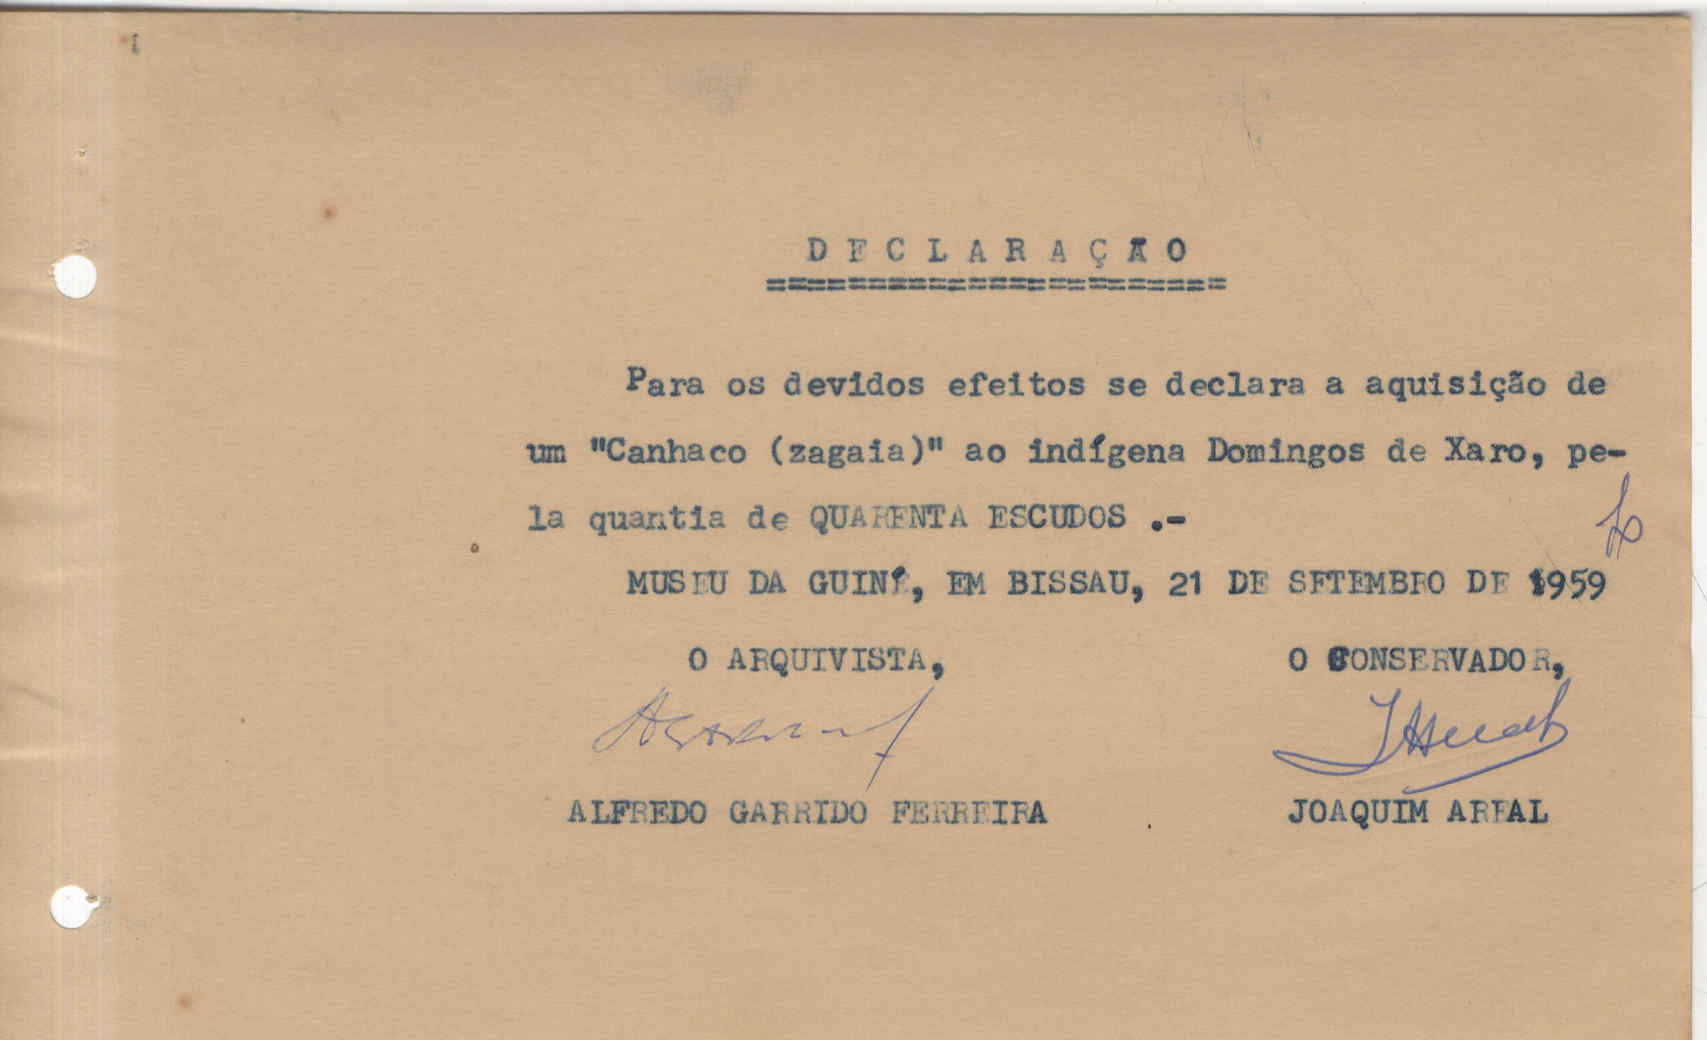 D E C L A R A Ç Ã O
=======================
Para os devidos efeitos se declara a aquisição de
um "Canhaco (zagaia)" ao indígena Domingos de Xaro, pe-
la quantia de QUARENTA ESCUDOS .-
MUSEU DA GUINÉ, EM BISSAU, 21 DE SETEMBRO DE 1959
O ARQUIVISTA, O CONSERVADOR,
ALFREDO GARRIDO FERREIRA JOAQUIM AREAL